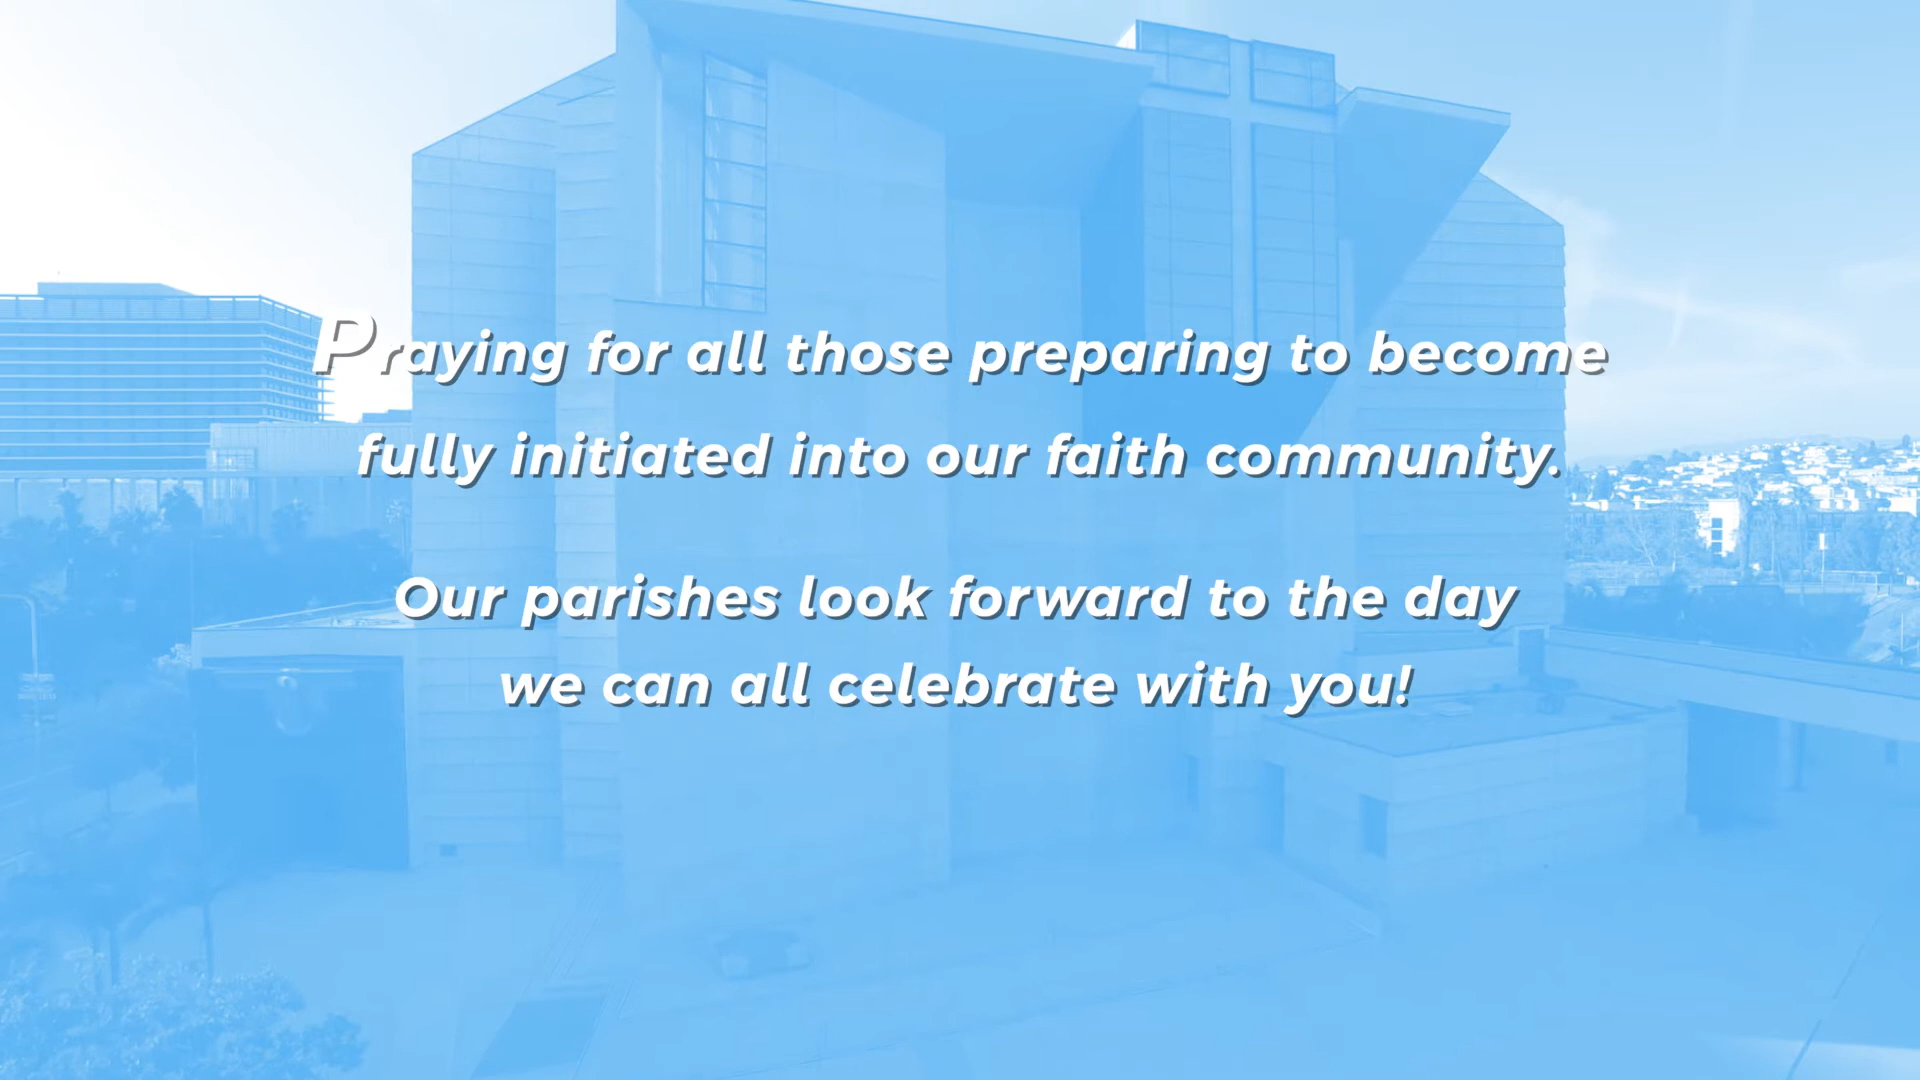 Praying for all those preparing to become
fully initiated into our faith community.
Our parishes look forward to the day
we can all celebrate with you!